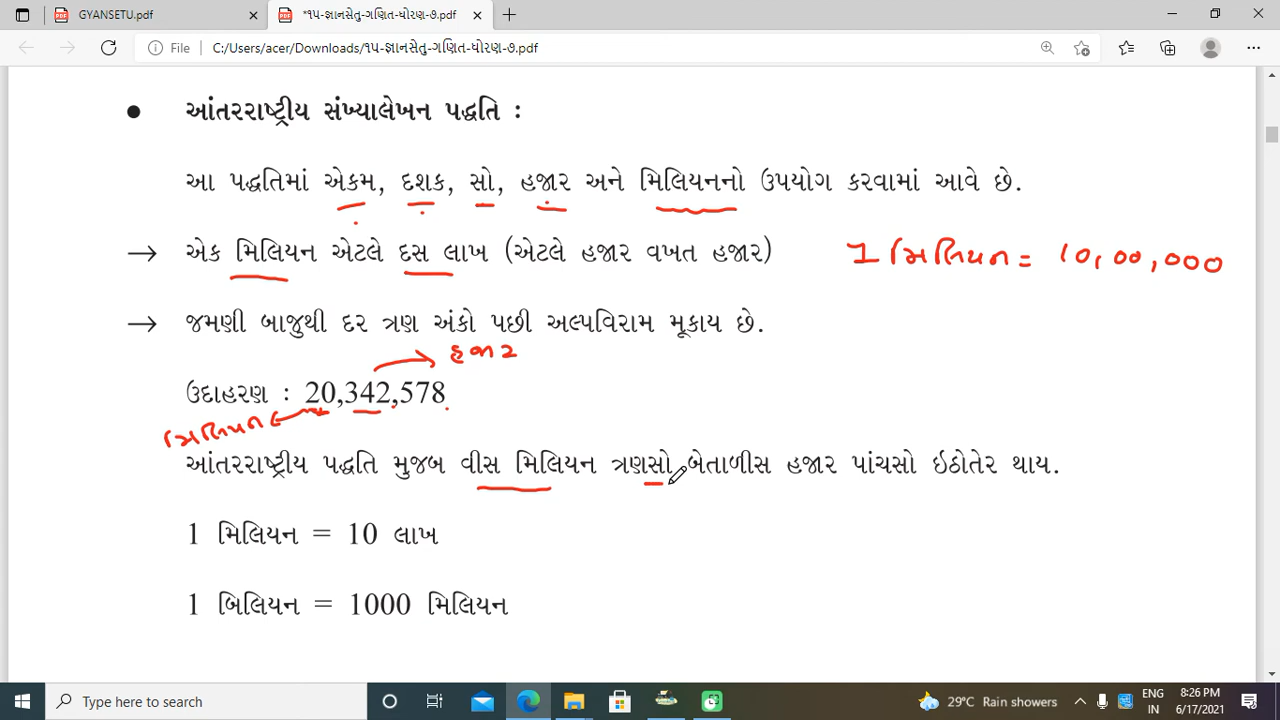 GYANSETU.pdf
*૧૫-જ્ઞાનસેતુ-ગણિત-ધોરણ-૭.pdf
File C:/Users/acer/Downloads/૧૫-જ્ઞાનસેતુ-ગણિત-ધોરણ-૭.pdf
● આંતરરાષ્ટ્રીય સંખ્યાલેખન પદ્ધતિ :
આ પદ્ધતિમાં એકમ, દશક, સો, હજાર અને મિલિયનનો ઉપયોગ કરવામાં આવે છે.
→ એક મિલિયન એટલે દસ લાખ (એટલે હજાર વખત હજાર)
1 મિલિયન = 10,00,000
→ જમણી બાજુથી દર ત્રણ અંકો પછી અલ્પવિરામ મૂકાય છે.
હજાર
ઉદાહરણ : 20,342,578
મિલિયન
આંતરરાષ્ટ્રીય પદ્ધતિ મુજબ વીસ મિલિયન ત્રણસો બેતાળીસ હજાર પાંચસો ઇઠોતેર થાય.
1 મિલિયન = 10 લાખ
1 બિલિયન = 1000 મિલિયન
Type here to search
29°C Rain showers
ENG
IN
8:26 PM
6/17/2021